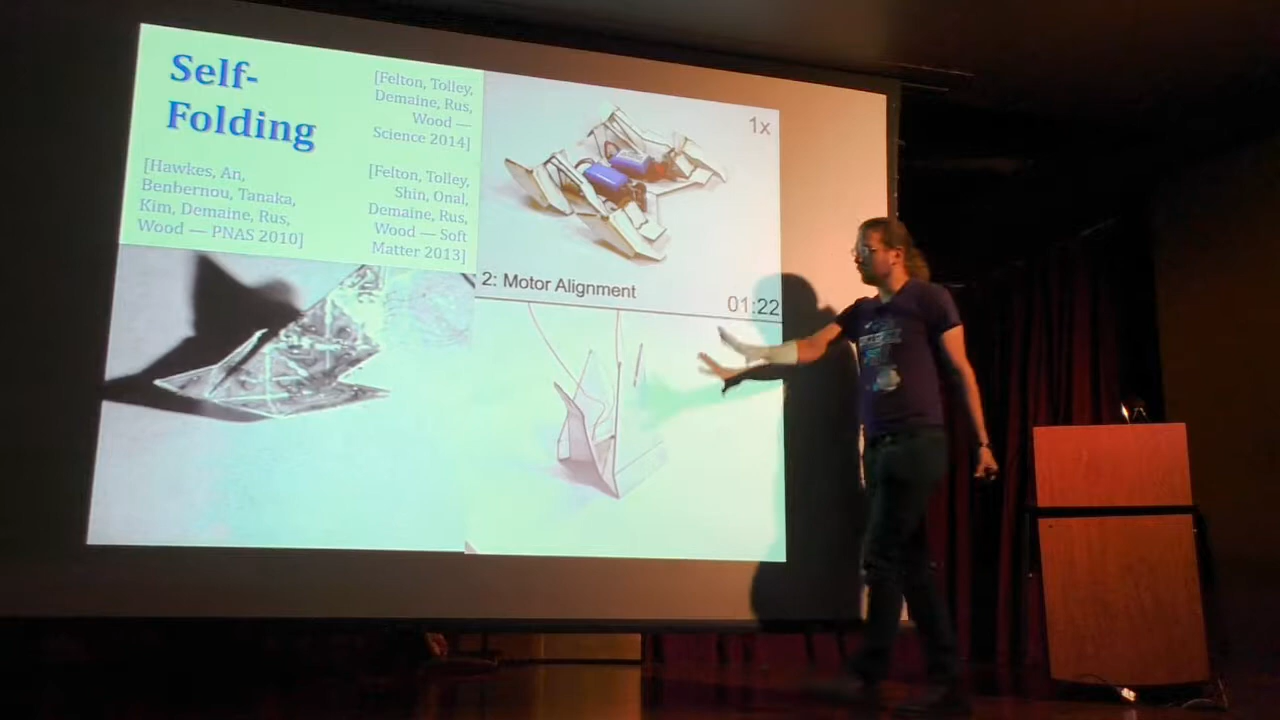 Self-
Folding
[Felton, Tolley,
Demaine, Rus,
Wood —
Science 2014]
[Hawkes, An,
Benbernou, Tanaka,
Kim, Demaine, Rus,
Wood — PNAS 2010]
[Felton, Tolley,
Shin, Onal,
Demaine, Rus,
Wood — Soft
Matter 2013]
1x
2: Motor Alignment
01:22